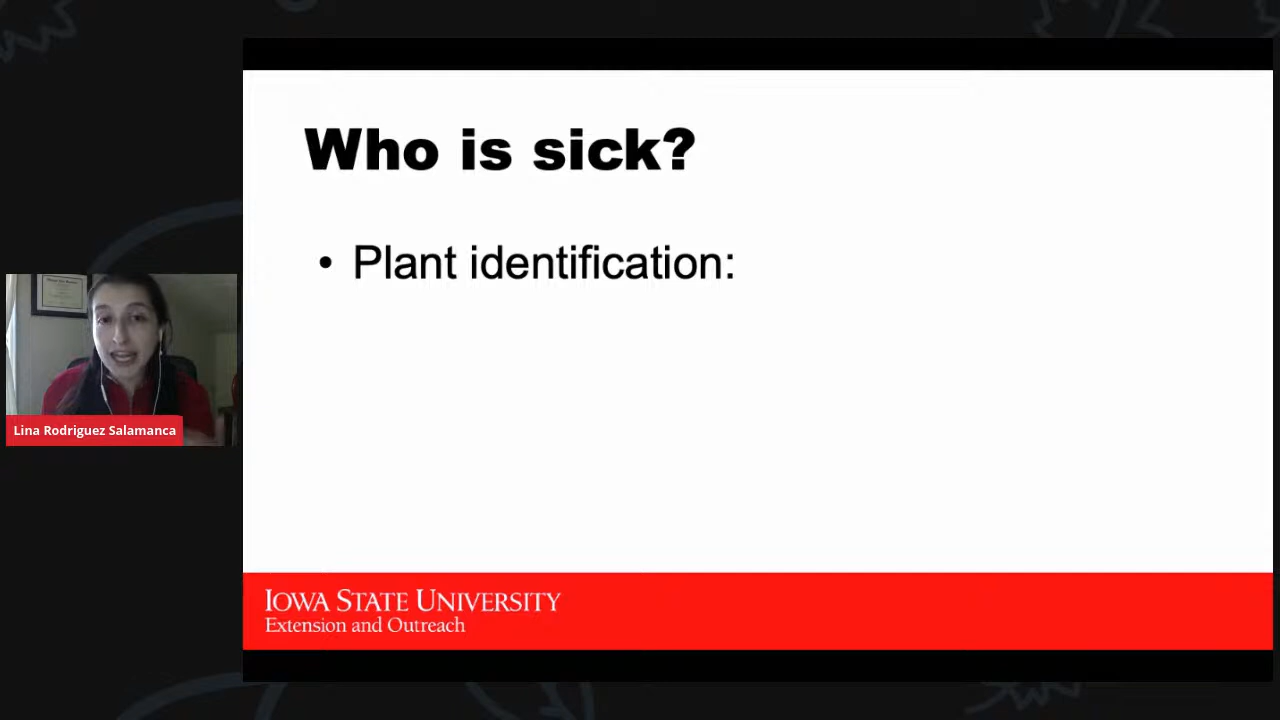 Who is sick?
• Plant identification:
Lina Rodriguez Salamanca
IOWA STATE UNIVERSITY
Extension and Outreach